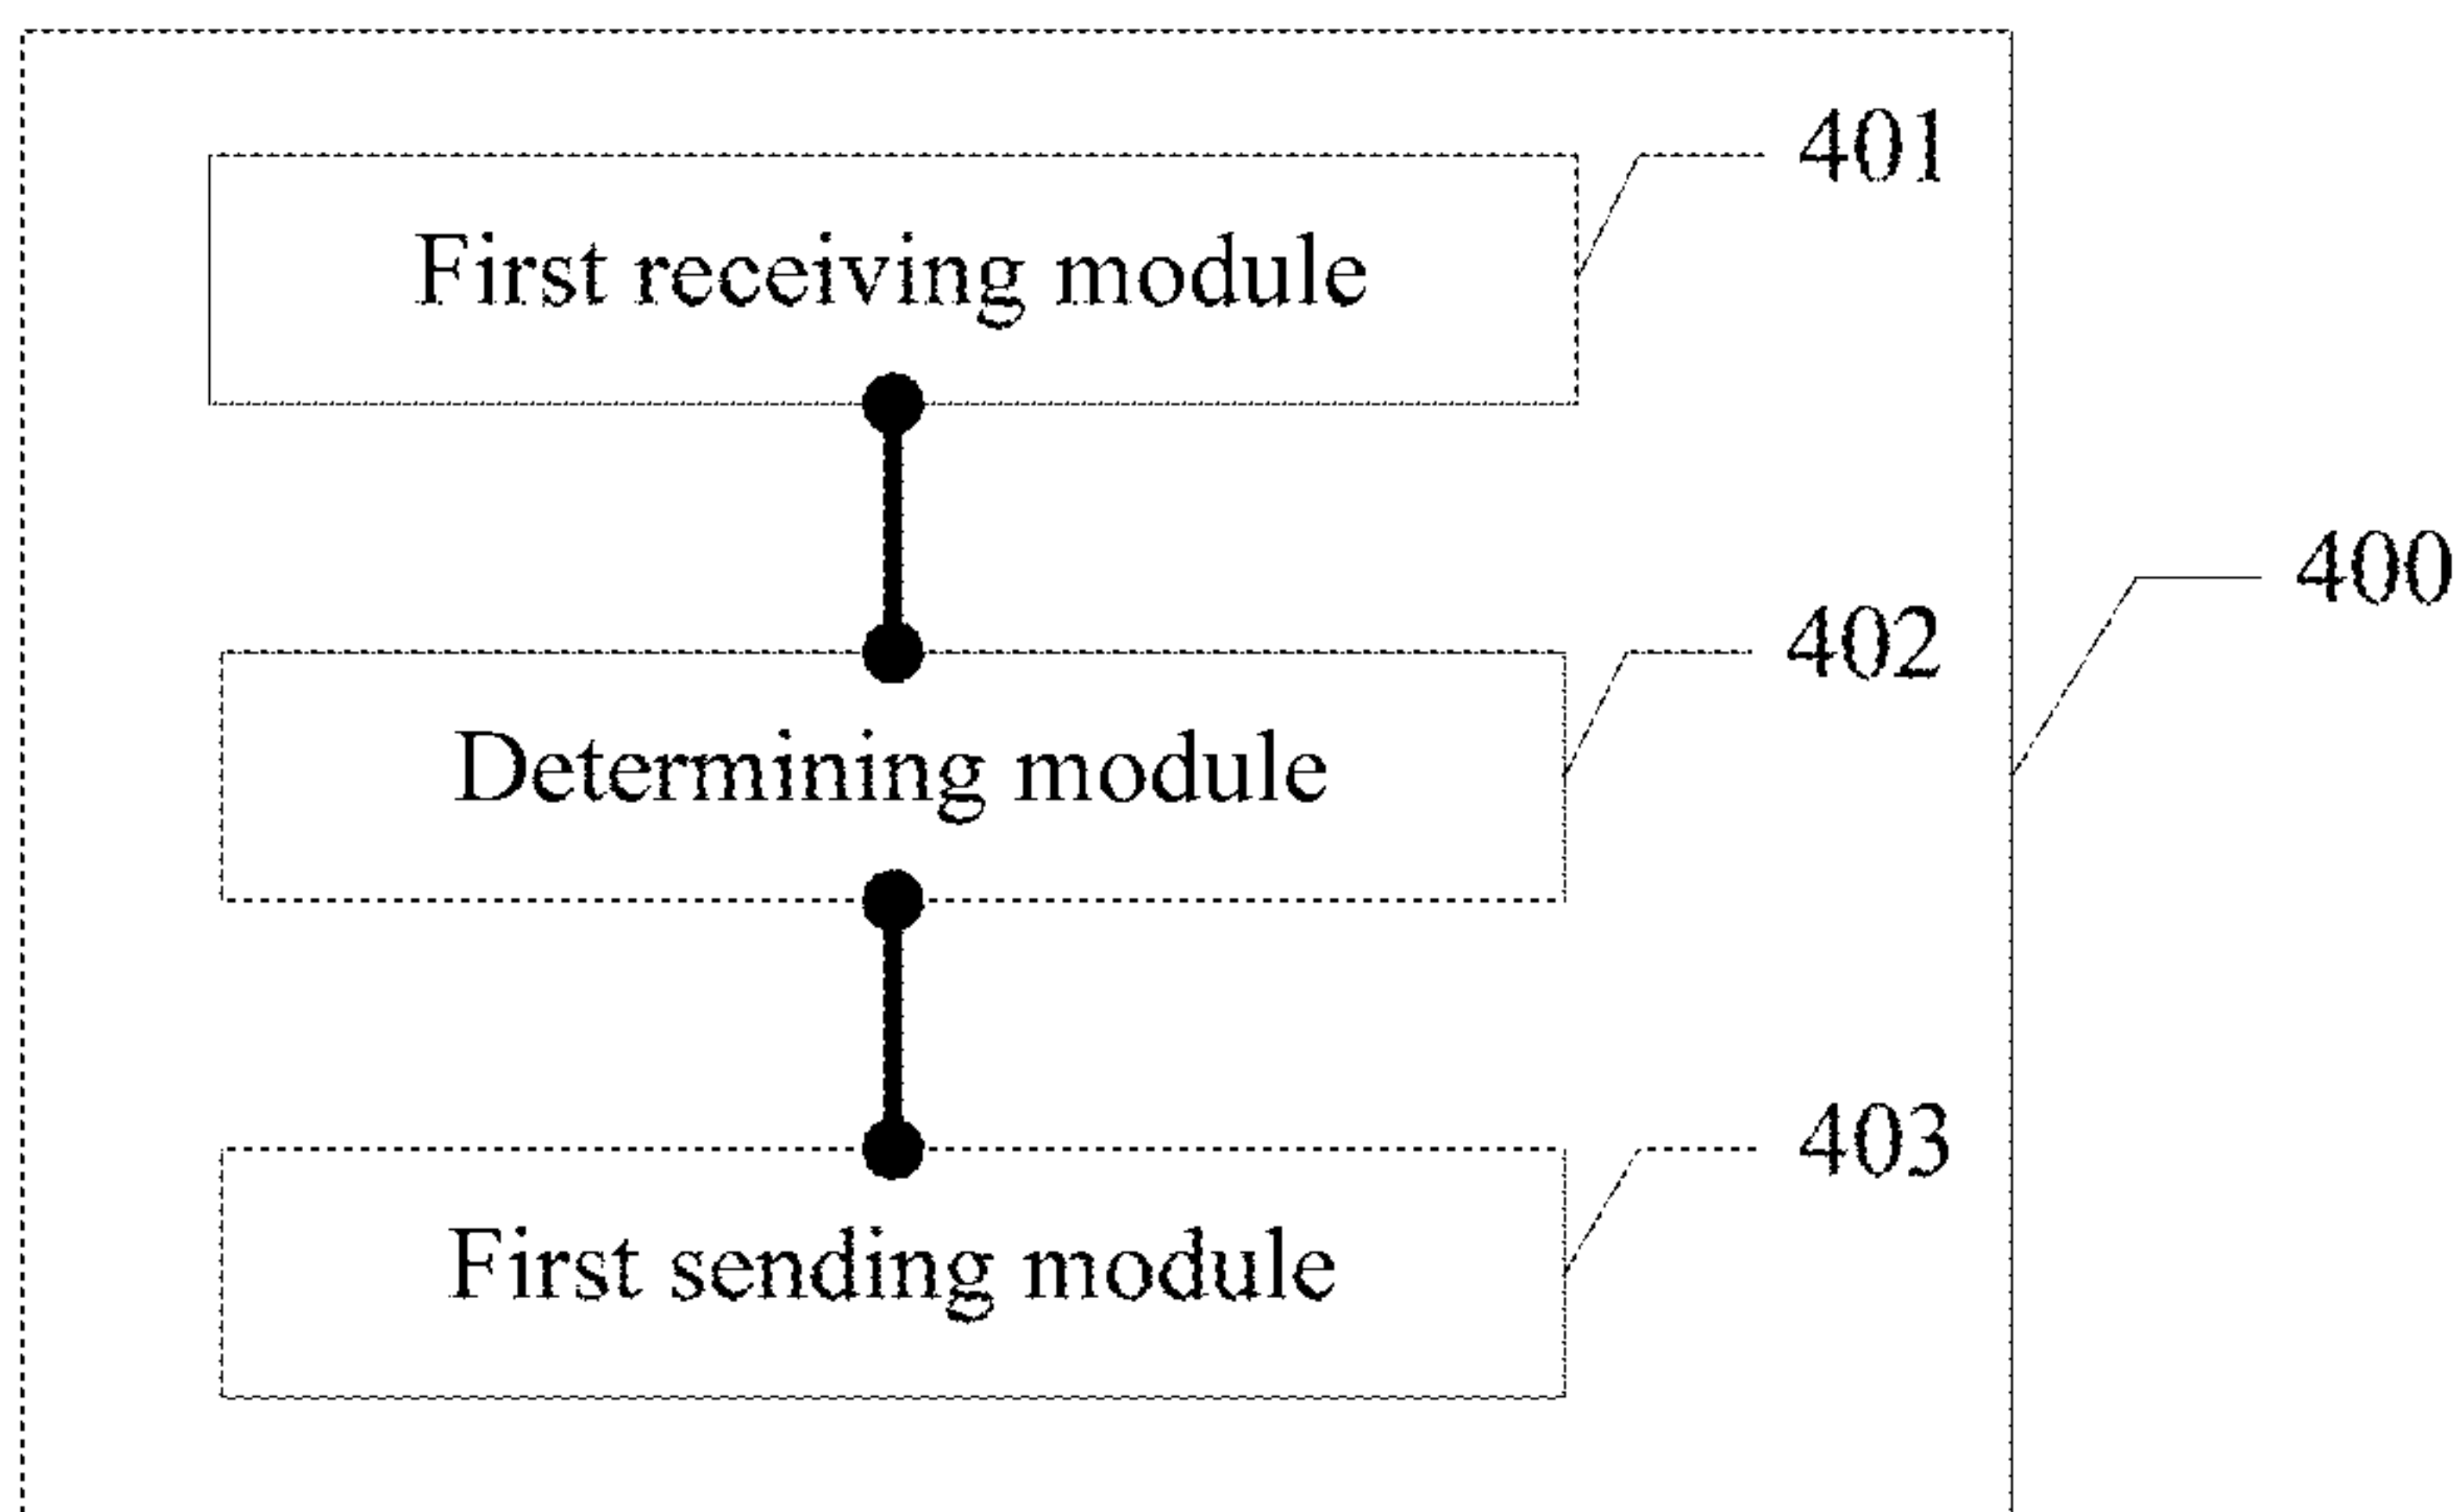 401
First receiving module
400
402
Determining module
403
First sending module